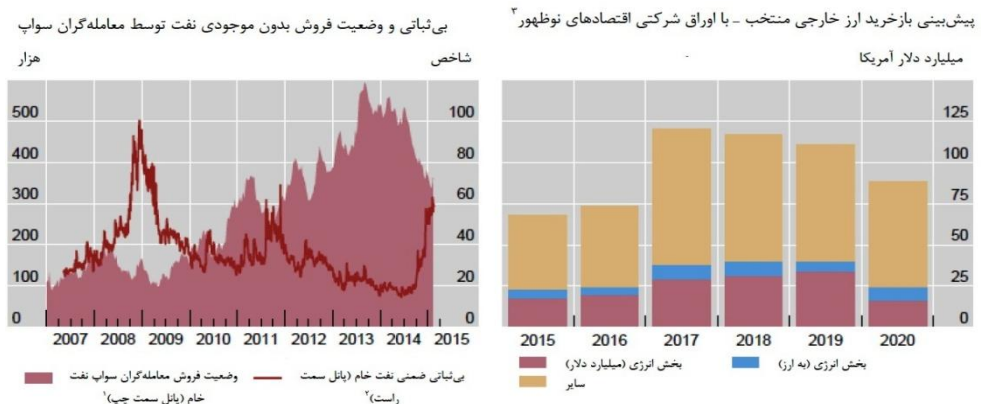 پیش‌بینی بازخرید ارز خارجی منتخب – با اوراق شرکتی اقتصادهای نوظهور۳
میلیارد دلار آمریکا
125
100
75
50
25
0
2015 2016 2017 2018 2019 2020
بخش انرژی (میلیارد دلار)
بخش انرژی (به ارز)
سایر
بی‌ثباتی و وضعیت فروش بدون موجودی نفت توسط معامله‌گران سواپ
شاخص
هزار
500 100
400 80
300 60
200 40
100 20
0 0
2007 2008 2009 2010 2011 2012 2013 2014 2015
بی‌ثباتی ضمنی نفت خام (پانل سمت
راست)۲
وضعیت فروش معامله‌گران سواپ نفت
خام (پانل سمت چپ)۱